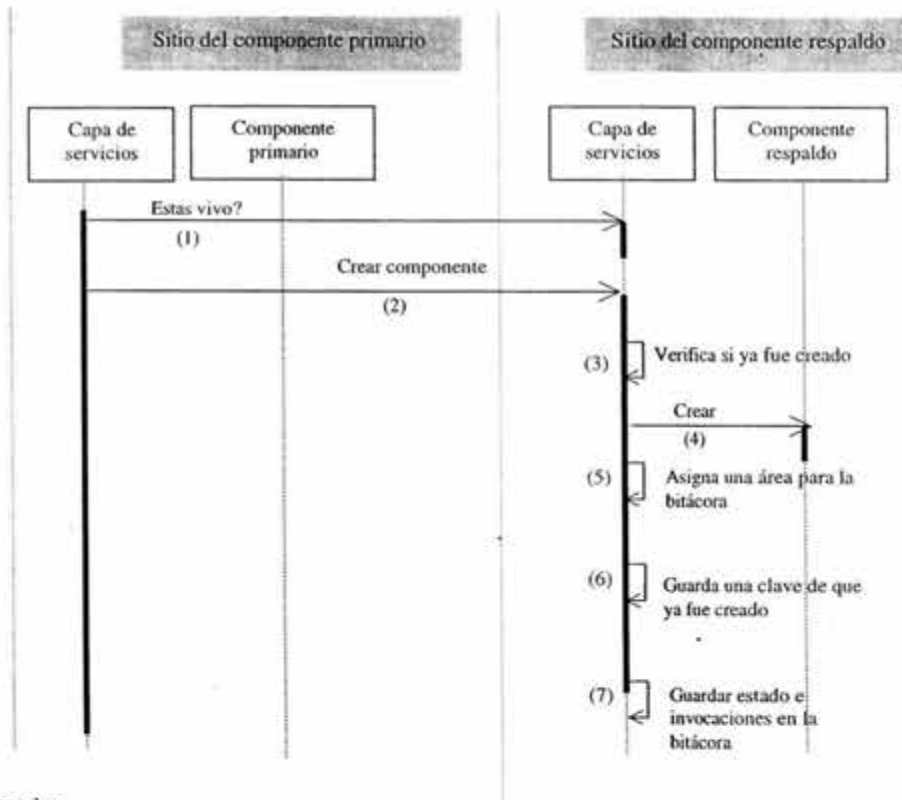 Sitio del componente primario
Sitio del componente respaldo
Capa de
servicios
Componente
primario
Capa de
servicios
Componente
respaldo
Estas vivo?
(1)
Crear componente
(2)
(3)
Verifica si ya fue creado
Crear
(4)
(5)
Asigna una área para la
bitácora
(6)
Guarda una clave de que
ya fue creado
(7)
Guardar estado e
invocaciones en la
bitácora